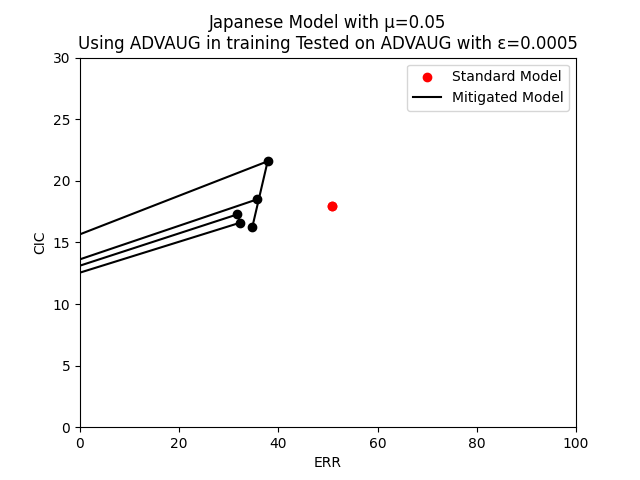 Japanese Model with μ=0.05
Using ADVAUG in training Tested on ADVAUG with ε=0.0005
Standard Model
Mitigated Model
30
25
20
15
10
5
0
CIC
0 20 40 60 80 100
ERR